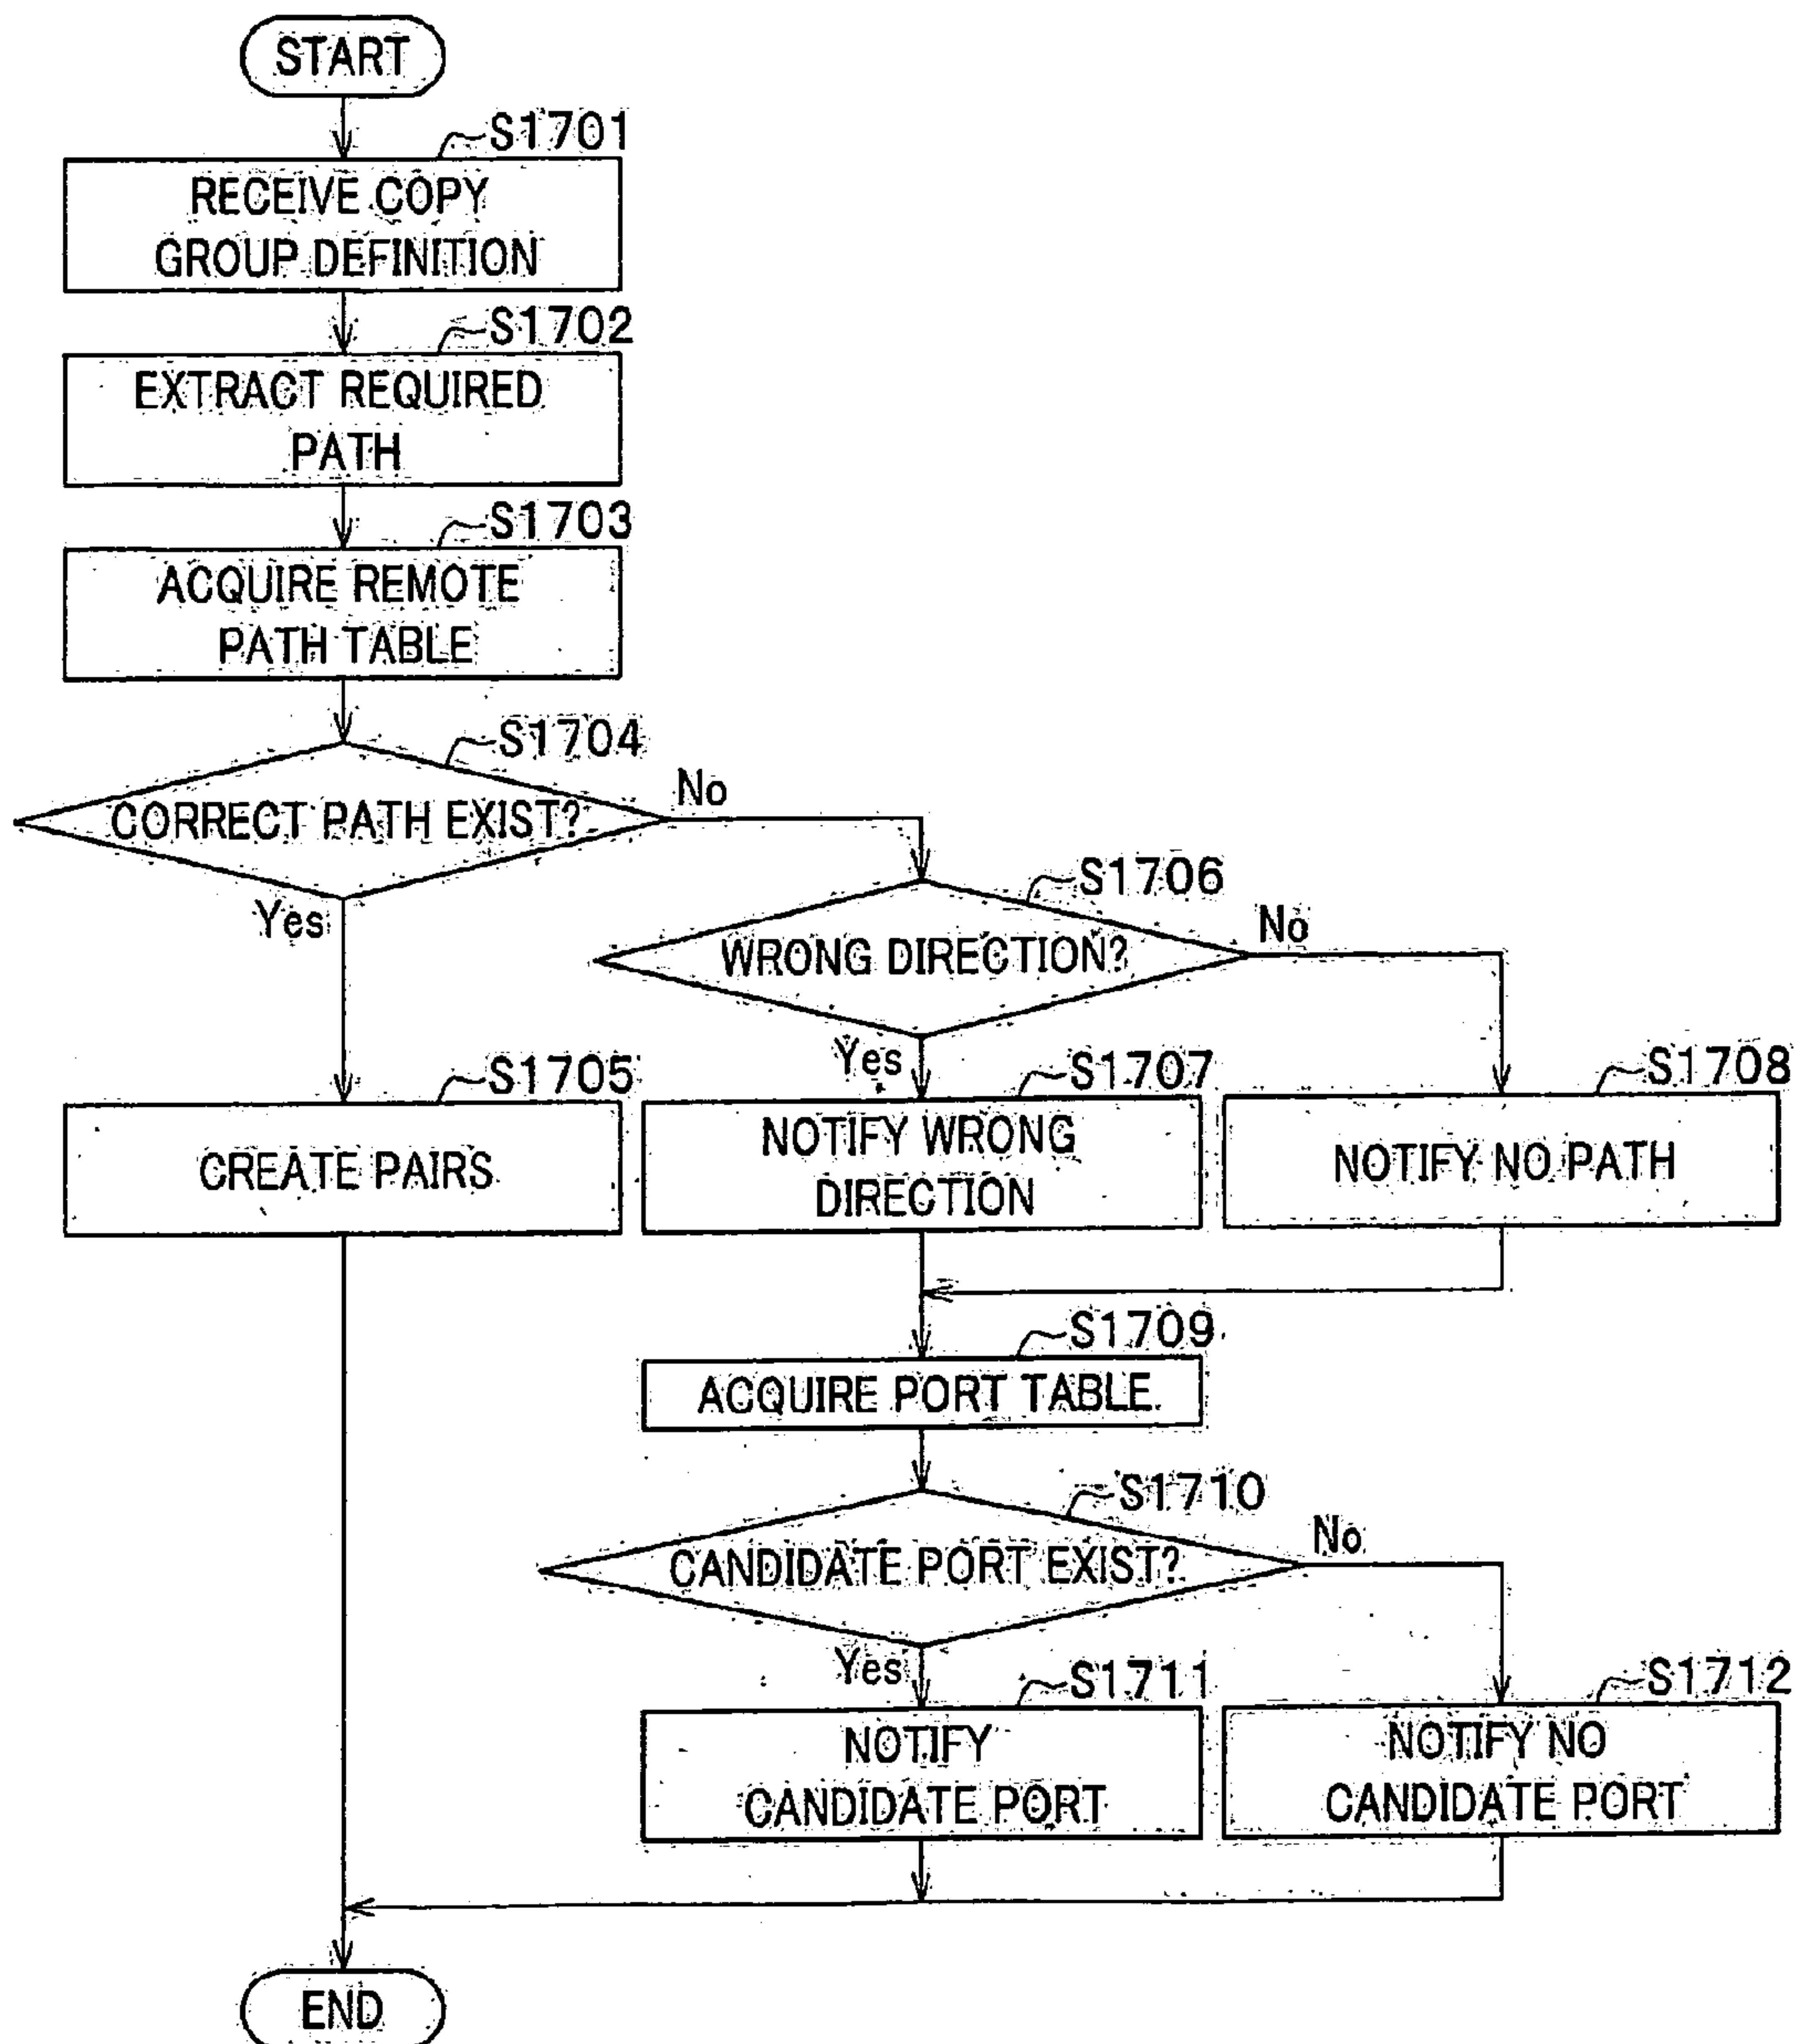 START
S1701
RECEIVE COPY
GROUP DEFINITION
S1702
EXTRACT REQUIRED
PATH
S1703
ACQUIRE REMOTE
PATH TABLE
S1704
CORRECT PATH EXIST?
No
Yes
S1706
WRONG DIRECTION?
No
Yes
S1705
CREATE PAIRS
S1707
NOTIFY WRONG
DIRECTION
S1708
NOTIFY NO PATH
S1709
ACQUIRE PORT TABLE
S1710
CANDIDATE PORT EXIST?
No
Yes
S1711
NOTIFY
CANDIDATE PORT
S1712
NOTIFY NO
CANDIDATE PORT
END